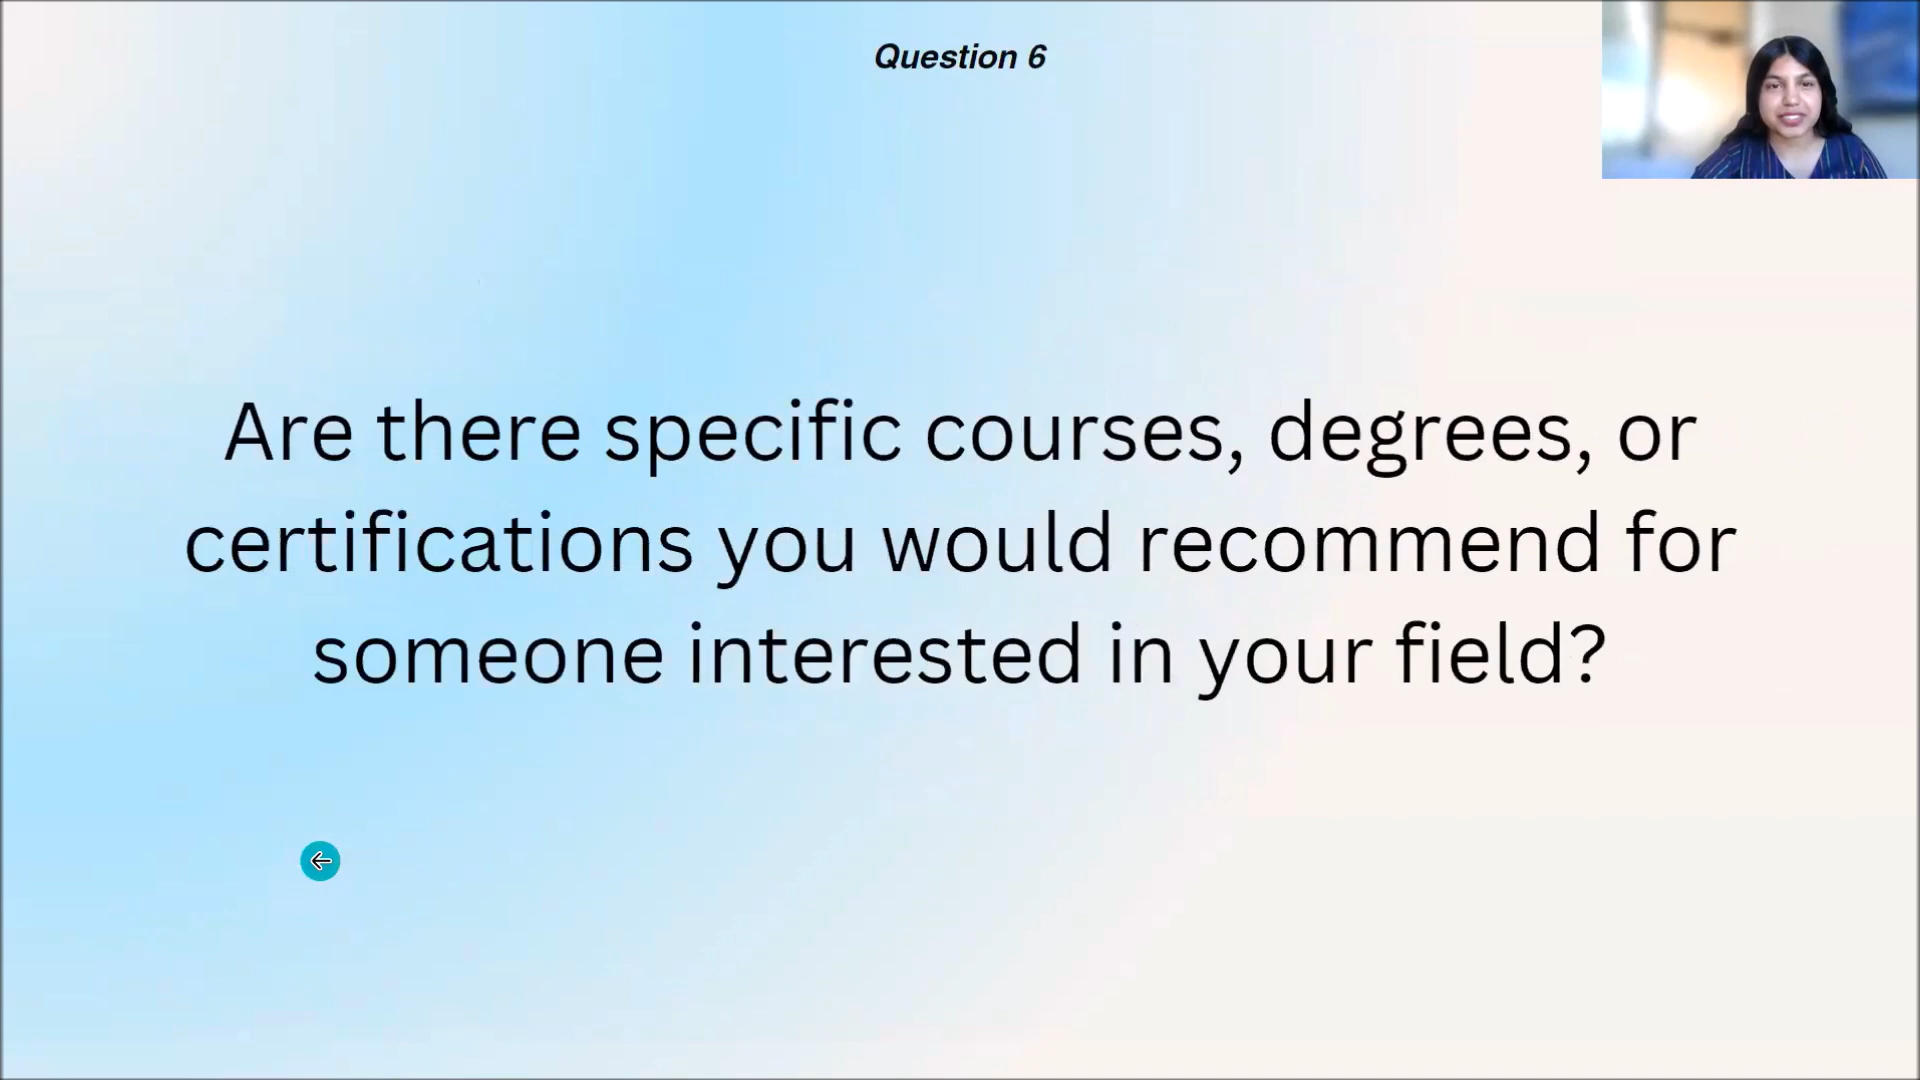 Question 6
Are there specific courses, degrees, or
certifications you would recommend for
someone interested in your field?